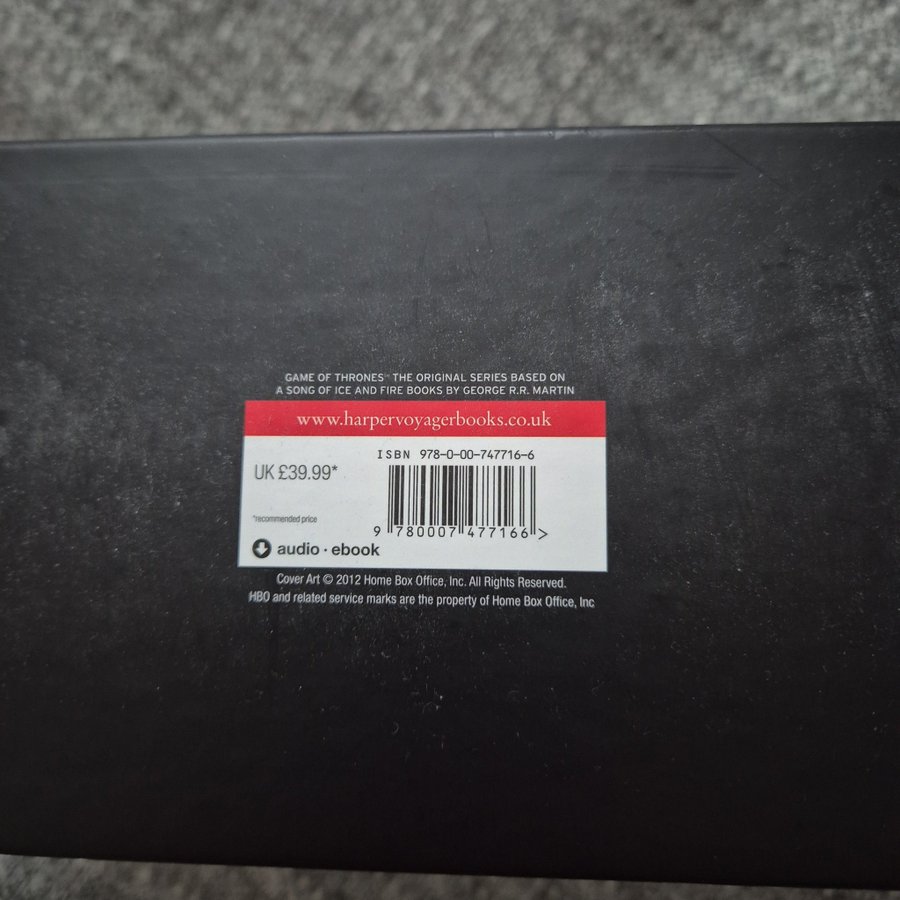 GAME OF THRONES™ THE ORIGINAL SERIES BASED ON
A SONG OF ICE AND FIRE BOOKS BY GEORGE R.R. MARTIN
www.harpervoyagerbooks.co.uk
ISBN 978-0-00-747716-6
UK £39.99*
*recommended price
9 780007 477166 >
audio · ebook
Cover Art © 2012 Home Box Office, Inc. All Rights Reserved.
HBO and related service marks are the property of Home Box Office, Inc